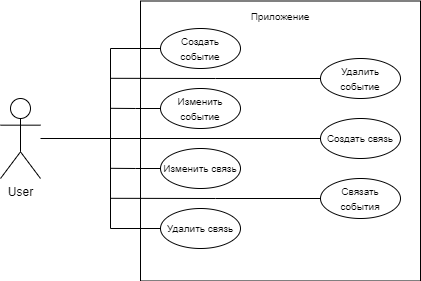 Приложение
Создать
событие
Удалить
событие
Изменить
событие
Создать связь
Изменить связь
User
Связать
события
Удалить связь